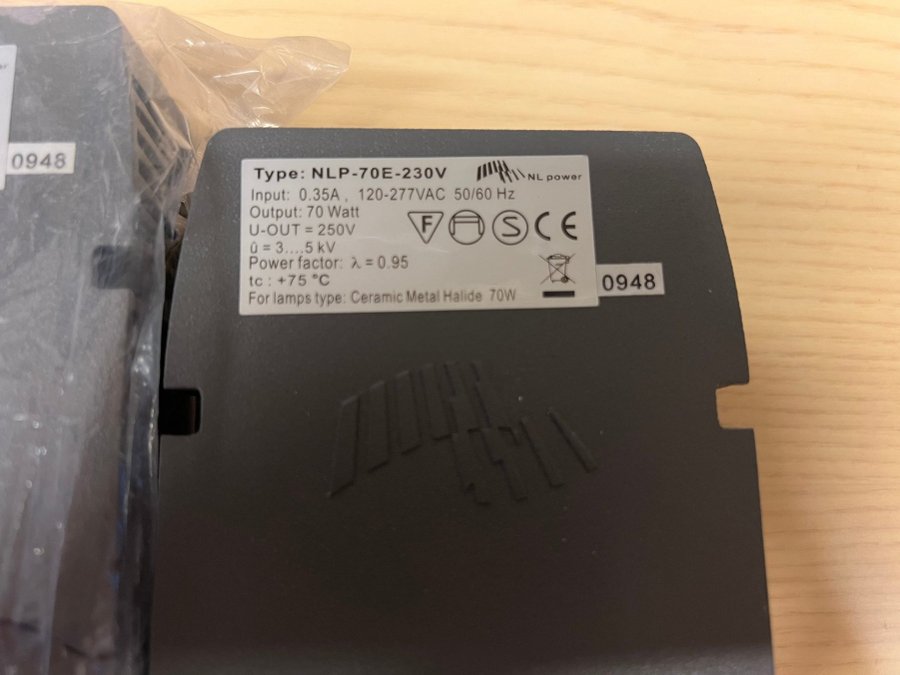 0948
Type: NLP-70E-230V
NL power
Input: 0.35A , 120-277VAC 50/60 Hz
Output: 70 Watt
U-OUT = 250V
û = 3....5 kV
Power factor: λ = 0.95
tc : +75 °C
For lamps type: Ceramic Metal Halide 70W
F
S
CE
0948